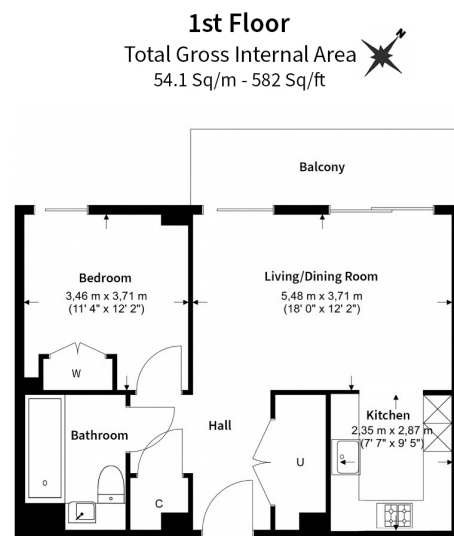 1st Floor
Total Gross Internal Area
54.1 Sq/m - 582 Sq/ft
N
Balcony
Bedroom
3,46 m x 3,71 m
(11' 4" x 12' 2")
Living/Dining Room
5,48 m x 3,71 m
(18' 0" x 12' 2")
W
Bathroom
Hall
Kitchen
2,35 m x 2,87 m
(7' 7" x 9' 5")
U
C